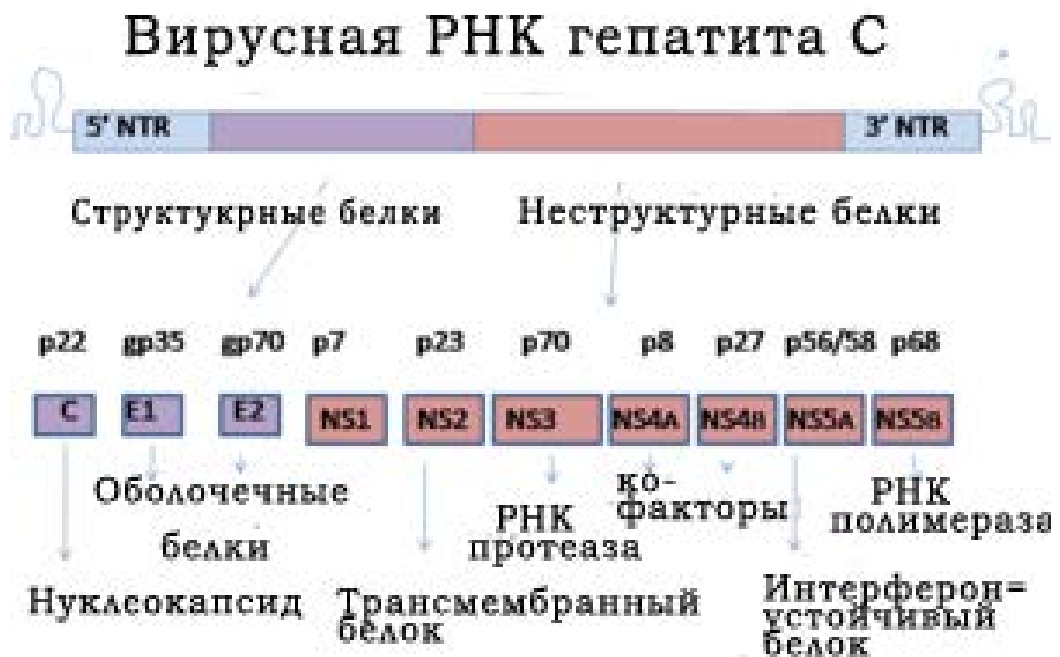 Вирусная РНК гепатита С
5' NTR 3' NTR
Структукрные белки Неструктурные белки
p22 gp35 gp70 p7 p23 p70 p8 p27 p56/58 p68
C E1 E2 NS1 NS2 NS3 NS4A NS4B NS5A NS5B
Оболочечные
белки
РНК
протеаза
ко-
факторы
РНК
полимераза
Нуклеокапсид
Трансмембранный
белок
Интерферон=
устойчивый
белок